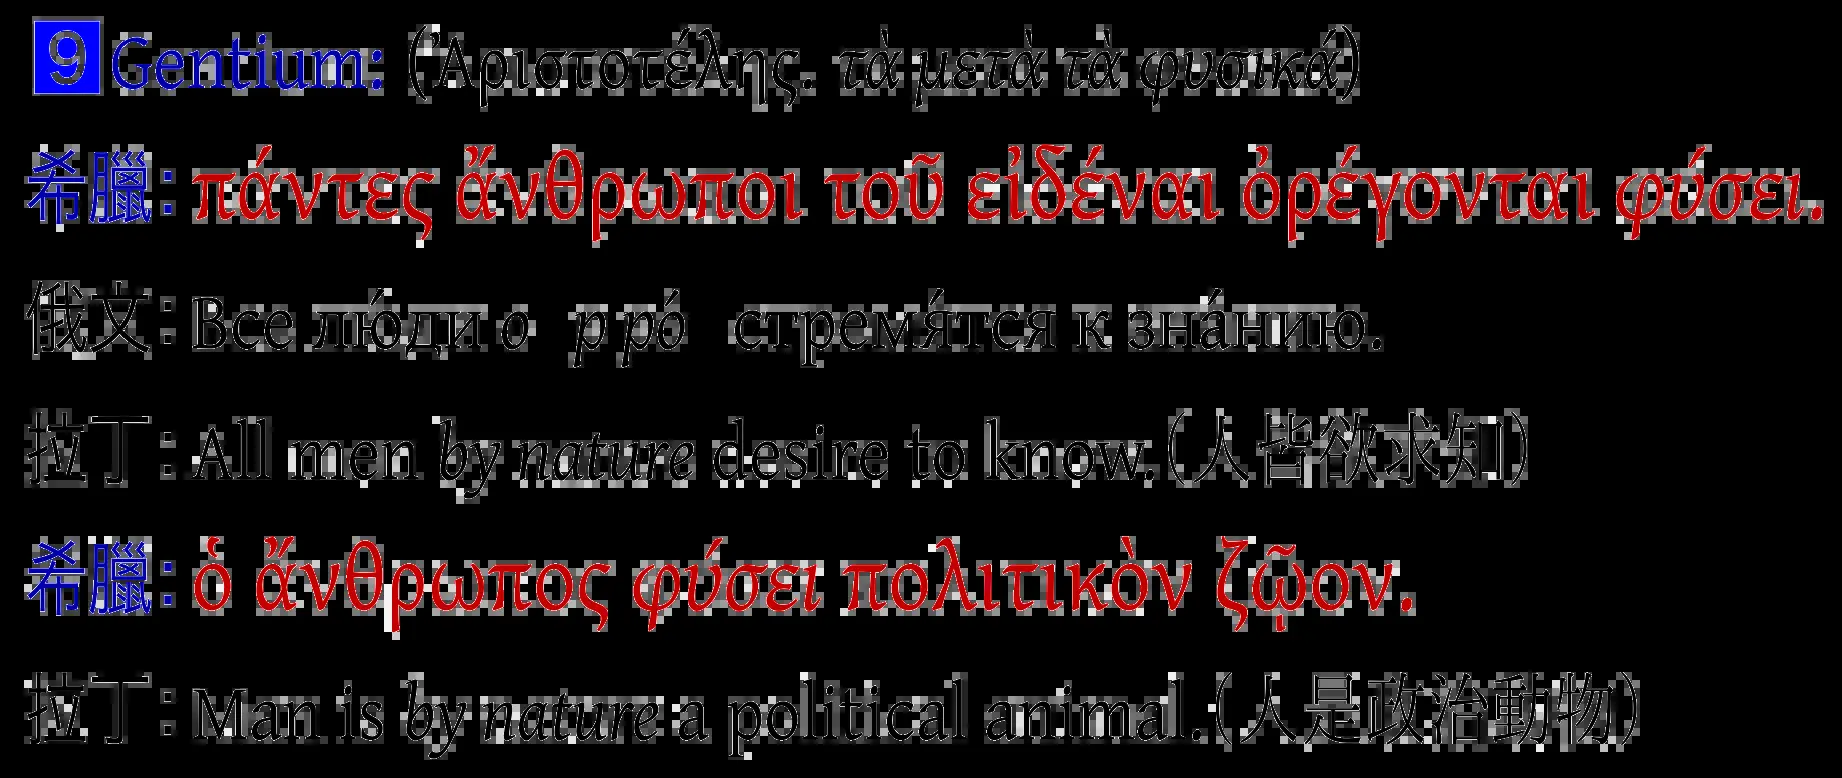 9 Gentium: (Ἀριστοτέλης. τὰ μετὰ τὰ φυσικά)
希臘: πάντες ἄνθρωποι τοῦ εἰδέναι ὀρέγονται φύσει.
俄文: Все лю́ди о р ро́ стремя́тся к зна́нию.
拉丁: All men by nature desire to know.(人皆欲求知)
希臘: ὁ ἄνθρωπος φύσει πολιτικὸν ζῷον.
拉丁: Man is by nature a political animal.(人是政治動物)